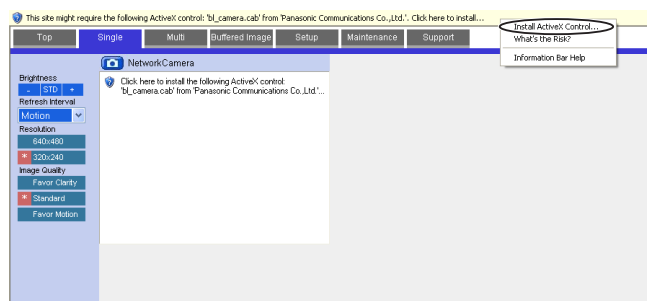 This site might require the following ActiveX control: 'bl_camera.cab' from 'Panasonic Communications Co.,Ltd.'. Click here to install...
Install ActiveX Control...
What's the Risk?
Information Bar Help
Top Single Multi Buffered Image Setup Maintenance Support
NetworkCamera
Click here to install the following ActiveX control:
'bl_camera.cab' from 'Panasonic Communications Co.,Ltd.'...
Brightness
- STD +
Refresh Interval
Motion
Resolution
640x480
* 320x240
Image Quality
Favor Clarity
* Standard
Favor Motion